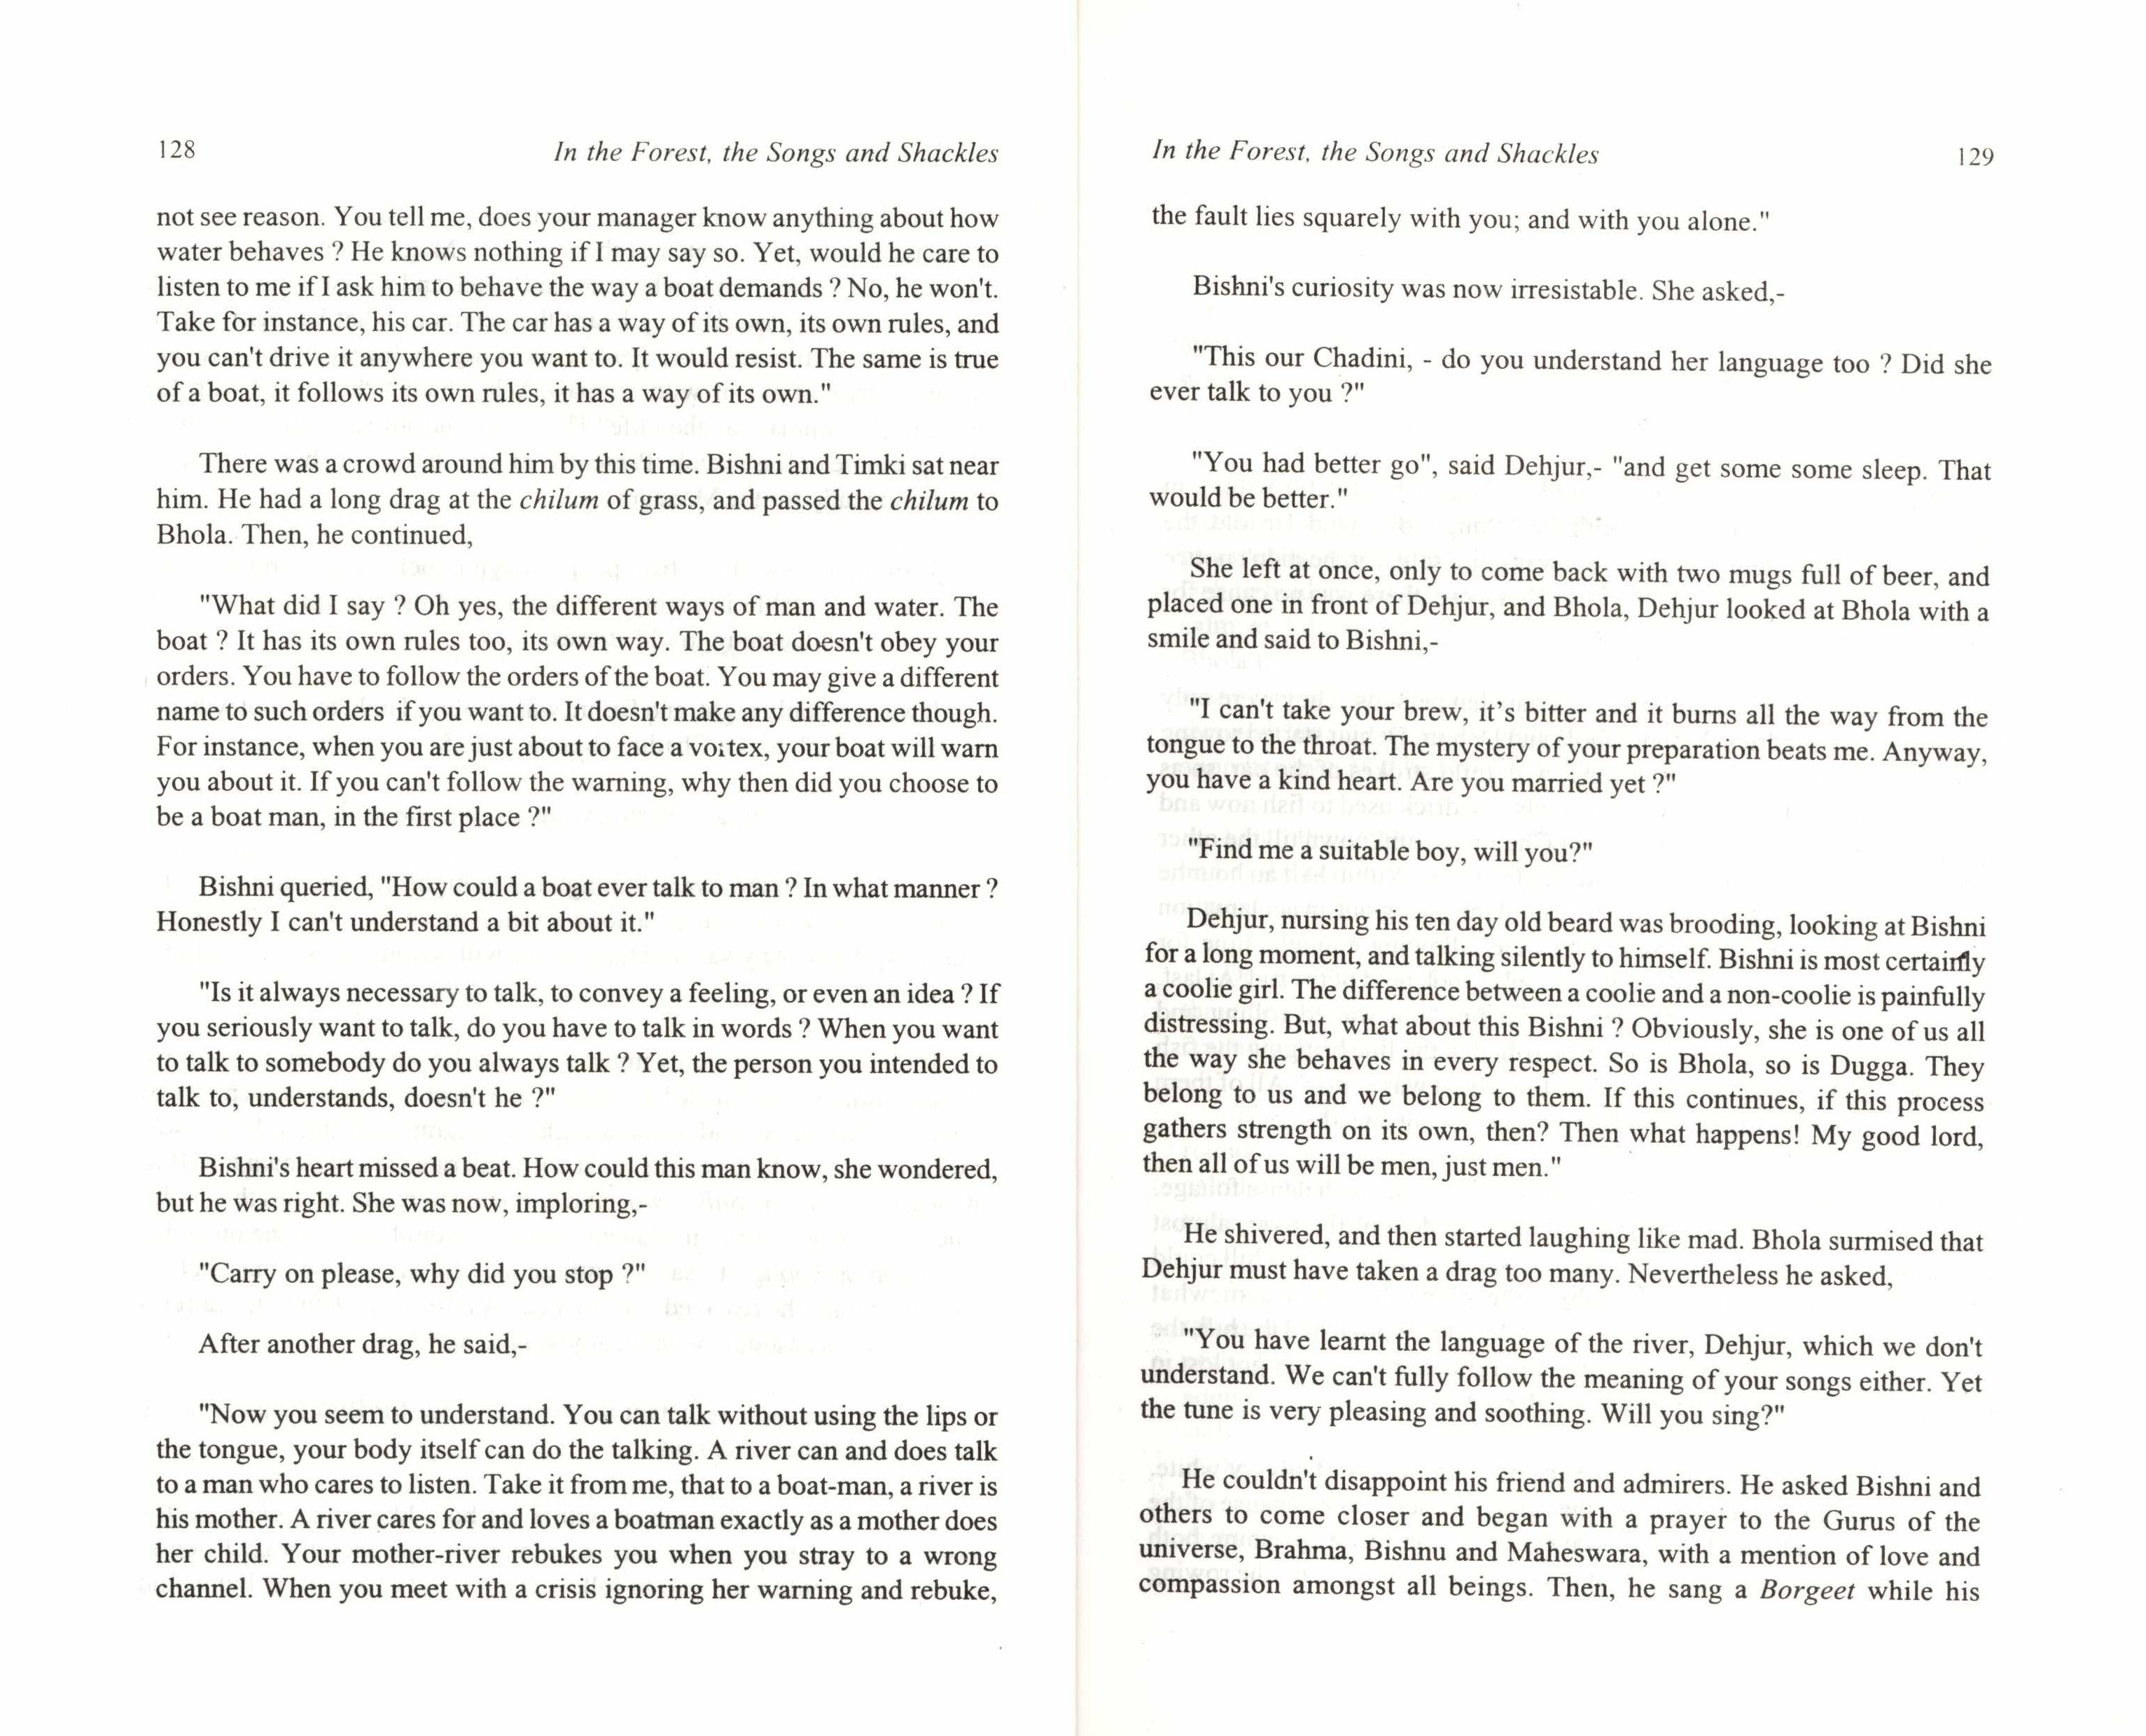 128
In the Forest, the Songs and Shackles
not see reason. You tell me, does your manager know anything about how
water behaves ? He knows nothing if I may say so. Yet, would he care to
listen to me if I ask him to behave the way a boat demands ? No, he won't.
Take for instance, his car. The car has a way of its own, its own rules, and
you can't drive it anywhere you want to. It would resist. The same is true
of a boat, it follows its own rules, it has a way of its own."
There was a crowd around him by this time. Bishni and Timki sat near
him. He had a long drag at the chilum of grass, and passed the chilum to
Bhola. Then, he continued,
"What did I say ? Oh yes, the different ways of man and water. The
boat ? It has its own rules too, its own way. The boat doesn't obey your
orders. You have to follow the orders of the boat. You may give a different
name to such orders if you want to. It doesn't make any difference though.
For instance, when you are just about to face a vortex, your boat will warn
you about it. If you can't follow the warning, why then did you choose to
be a boat man, in the first place ?"
Bishni queried, "How could a boat ever talk to man ? In what manner ?
Honestly I can't understand a bit about it."
"Is it always necessary to talk, to convey a feeling, or even an idea ? If
you seriously want to talk, do you have to talk in words ? When you want
to talk to somebody do you always talk ? Yet, the person you intended to
talk to, understands, doesn't he ?"
Bishni's heart missed a beat. How could this man know, she wondered,
but he was right. She was now, imploring,-
"Carry on please, why did you stop ?"
After another drag, he said,-
"Now you seem to understand. You can talk without using the lips or
the tongue, your body itself can do the talking. A river can and does talk
to a man who cares to listen. Take it from me, that to a boat-man, a river is
his mother. A river cares for and loves a boatman exactly as a mother does
her child. Your mother-river rebukes you when you stray to a wrong
channel. When you meet with a crisis ignoring her warning and rebuke,
In the Forest, the Songs and Shackles
129
the fault lies squarely with you; and with you alone."
Bishni's curiosity was now irresistable. She asked,-
"This our Chadini, - do you understand her language too ? Did she
ever talk to you ?"
"You had better go", said Dehjur,- "and get some some sleep. That
would be better."
She left at once, only to come back with two mugs full of beer, and
placed one in front of Dehjur, and Bhola, Dehjur looked at Bhola with a
smile and said to Bishni,-
"I can't take your brew, it's bitter and it burns all the way from the
tongue to the throat. The mystery of your preparation beats me. Anyway,
you have a kind heart. Are you married yet ?"
"Find me a suitable boy, will you?"
Dehjur, nursing his ten day old beard was brooding, looking at Bishni
for a long moment, and talking silently to himself. Bishni is most certainly
a coolie girl. The difference between a coolie and a non-coolie is painfully
distressing. But, what about this Bishni ? Obviously, she is one of us all
the way she behaves in every respect. So is Bhola, so is Dugga. They
belong to us and we belong to them. If this continues, if this process
gathers strength on its own, then? Then what happens! My good lord,
then all of us will be men, just men."
He shivered, and then started laughing like mad. Bhola surmised that
Dehjur must have taken a drag too many. Nevertheless he asked,
"You have learnt the language of the river, Dehjur, which we don't
understand. We can't fully follow the meaning of your songs either. Yet
the tune is very pleasing and soothing. Will you sing?"
He couldn't disappoint his friend and admirers. He asked Bishni and
others to come closer and began with a prayer to the Gurus of the
universe, Brahma, Bishnu and Maheswara, with a mention of love and
compassion amongst all beings. Then, he sang a Borgeet while his